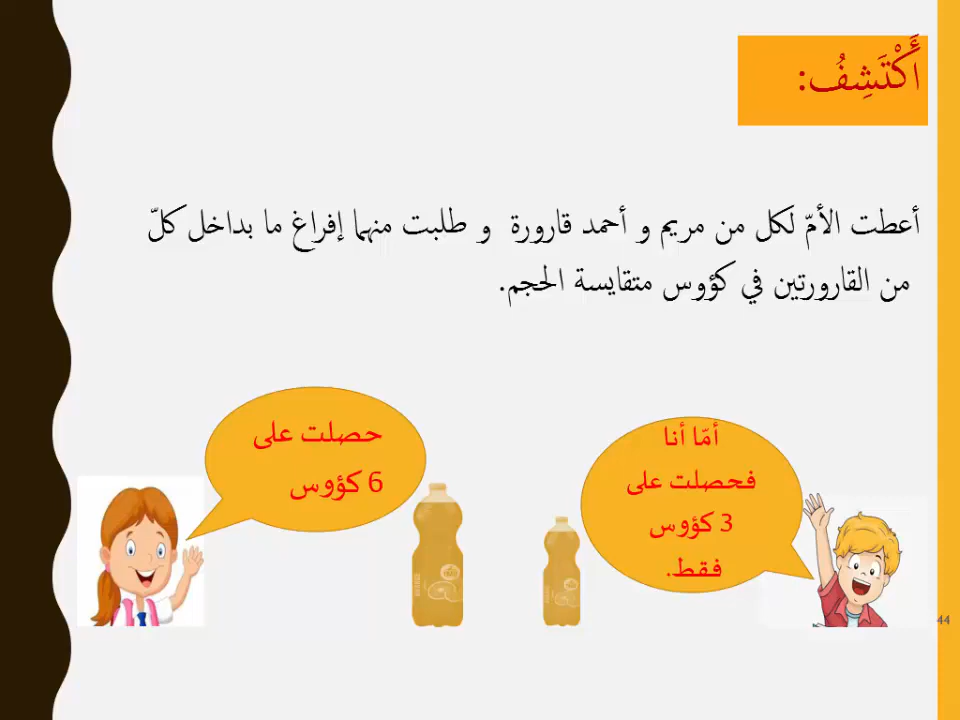 أَكْتَشِفُ:
أعطت الأمّ لكل من مريم و أحمد قارورة و طلبت منهما إفراغ ما بداخل كلّ
من القارورتين في كؤوس متقايسة الحجم.
أمّا أنا
فحصلت على
3 كؤوس
فقط.
حصلت على
6 كؤوس
44